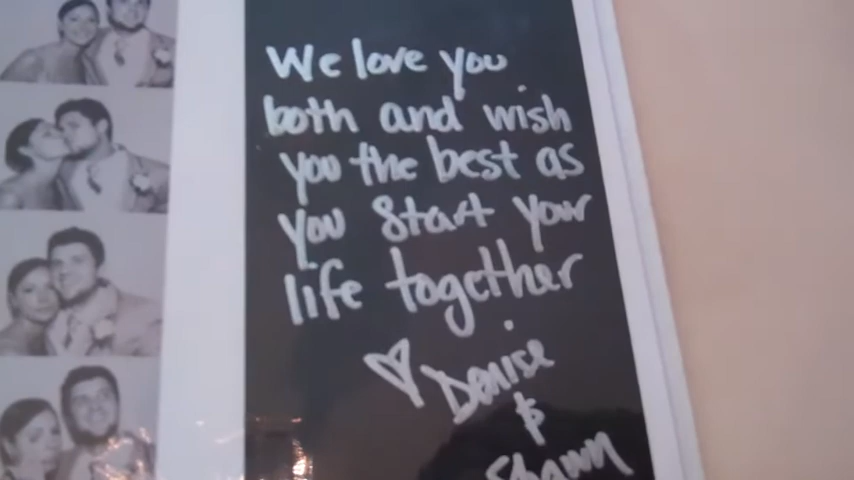 We love you
both and wish
you the best as
you start your
life together
♡ Denise
&
Shawn